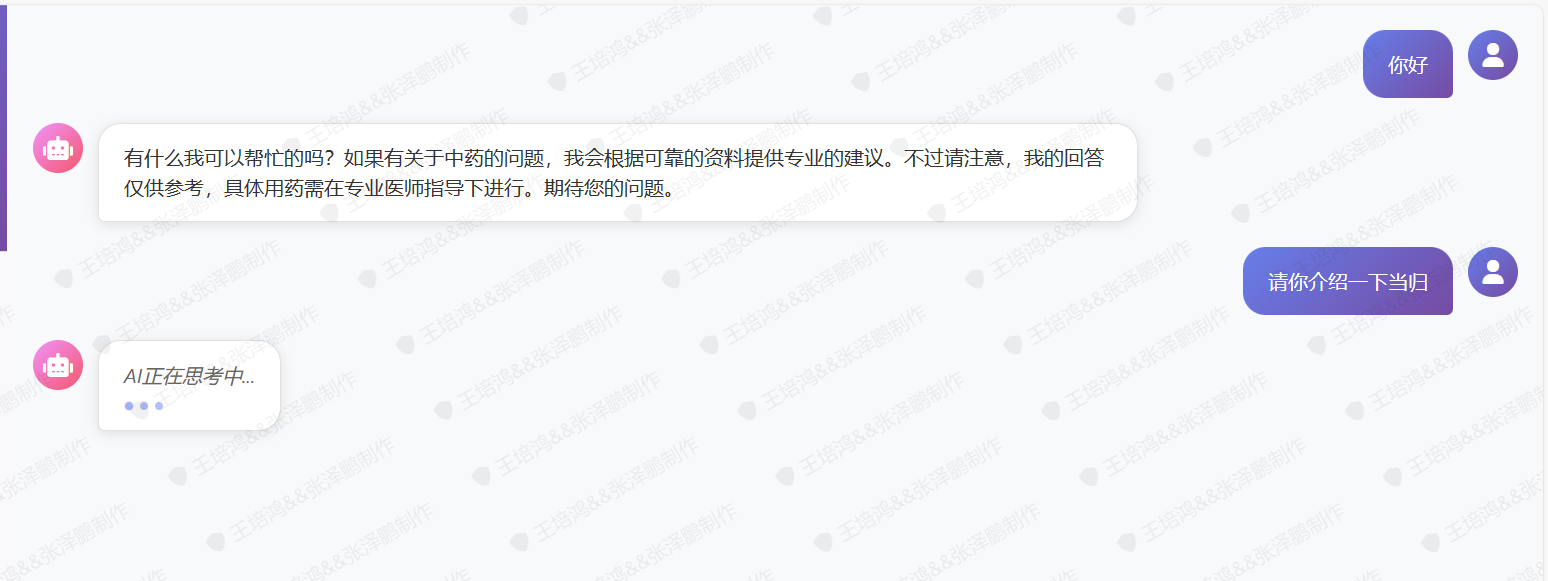 你好
有什么我可以帮忙的吗？如果有关于中药的问题，我会根据可靠的资料提供专业的建议。不过请注意，我的回答
仅供参考，具体用药需在专业医师指导下进行。期待您的问题。
请你介绍一下当归
AI正在思考中...
王培鸿&&张泽鹏制作